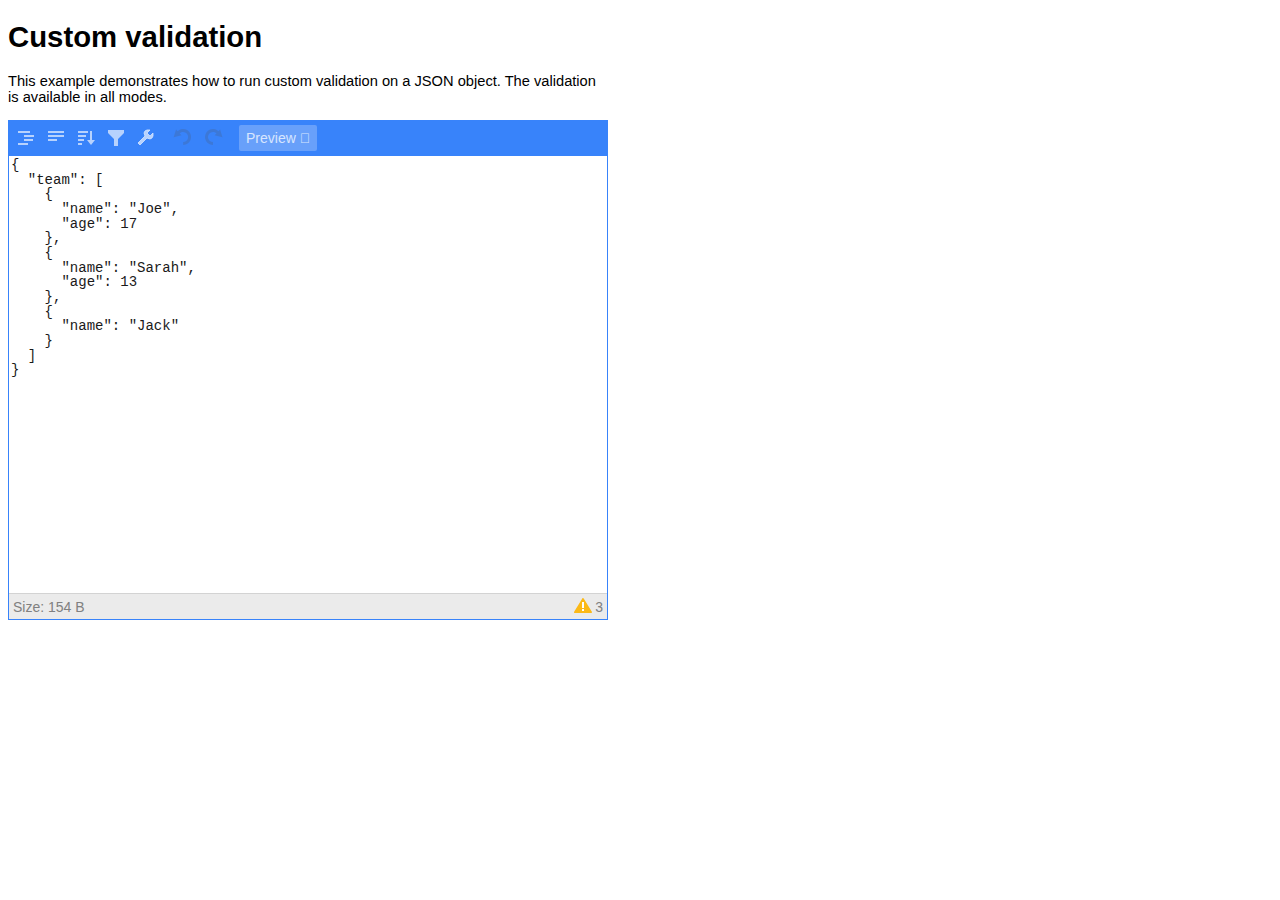 Custom validation
This example demonstrates how to run custom validation on a JSON object. The validation
is available in all modes.
Preview
{
  "team": [
    {
      "name": "Joe",
      "age": 17
    },
    {
      "name": "Sarah",
      "age": 13
    },
    {
      "name": "Jack"
    }
  ]
}
Size: 154 B
3